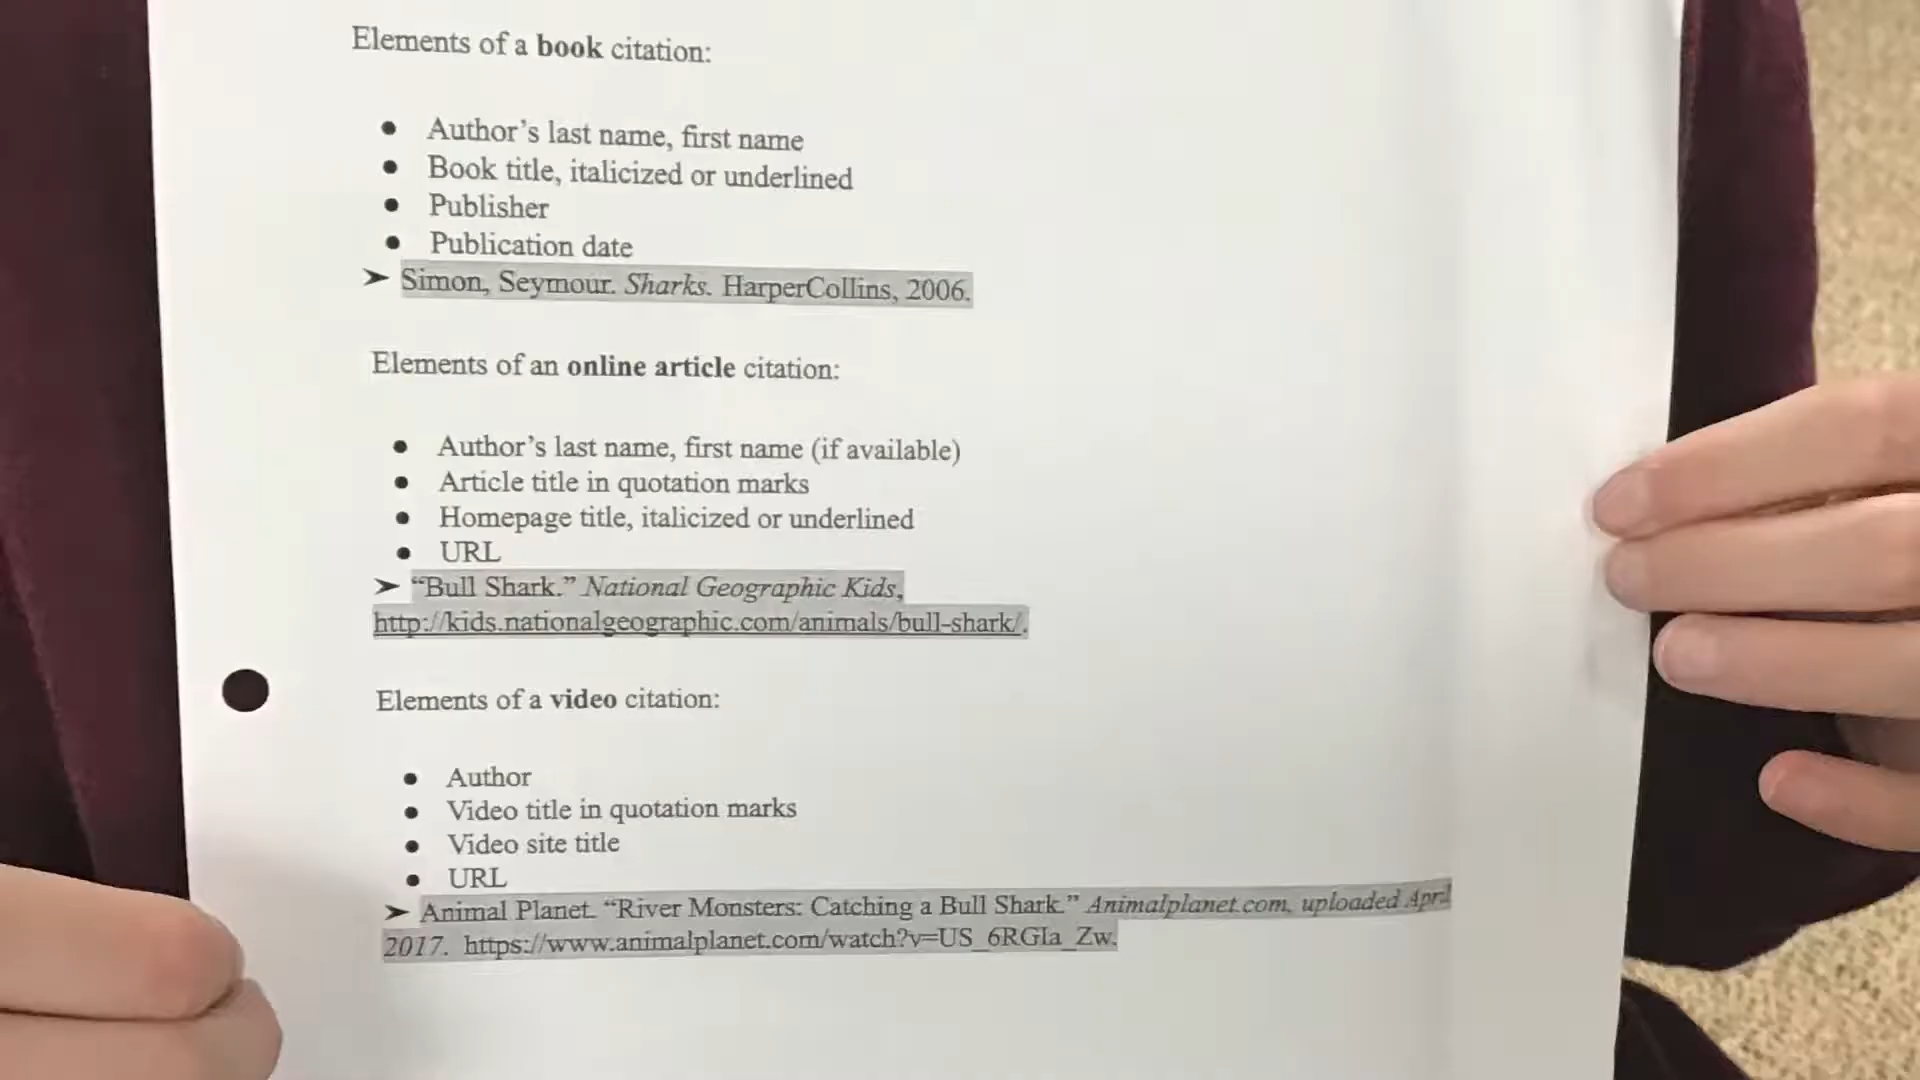 Elements of a book citation:
● Author’s last name, first name
● Book title, italicized or underlined
● Publisher
● Publication date
➤ Simon, Seymour. Sharks. HarperCollins, 2006.
Elements of an online article citation:
● Author’s last name, first name (if available)
● Article title in quotation marks
● Homepage title, italicized or underlined
● URL
➤ “Bull Shark.” National Geographic Kids,
http://kids.nationalgeographic.com/animals/bull-shark/.
Elements of a video citation:
● Author
● Video title in quotation marks
● Video site title
● URL
➤ Animal Planet. “River Monsters: Catching a Bull Shark.” Animalplanet.com, uploaded April
2017. https://www.animalplanet.com/watch?v=US_6RGIa_Zw.